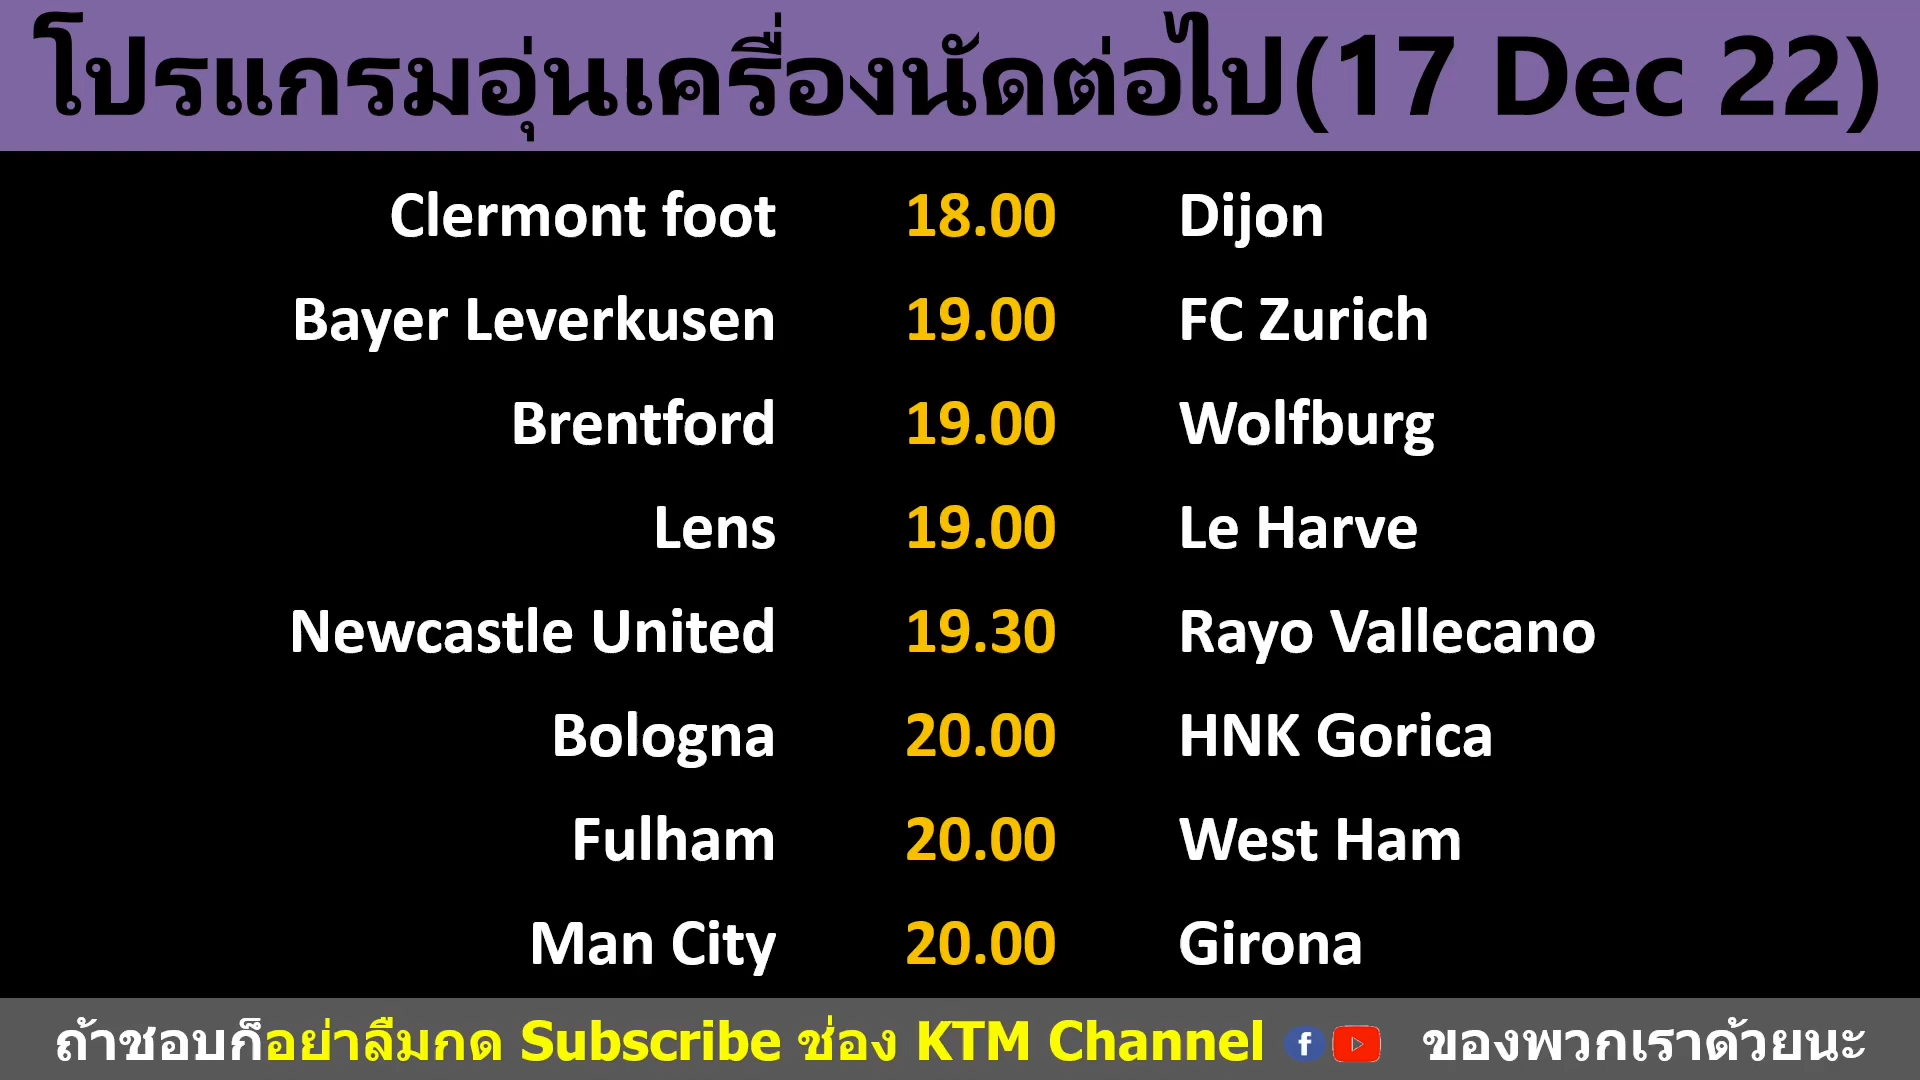 โปรแกรมอุ่นเครื่องนัดต่อไป(17 Dec 22)
Clermont foot 18.00 Dijon
Bayer Leverkusen 19.00 FC Zurich
Brentford 19.00 Wolfburg
Lens 19.00 Le Harve
Newcastle United 19.30 Rayo Vallecano
Bologna 20.00 HNK Gorica
Fulham 20.00 West Ham
Man City 20.00 Girona
ถ้าชอบก็อย่าลืมกด Subscribe ช่อง KTM Channel f ของพวกเราด้วยนะ